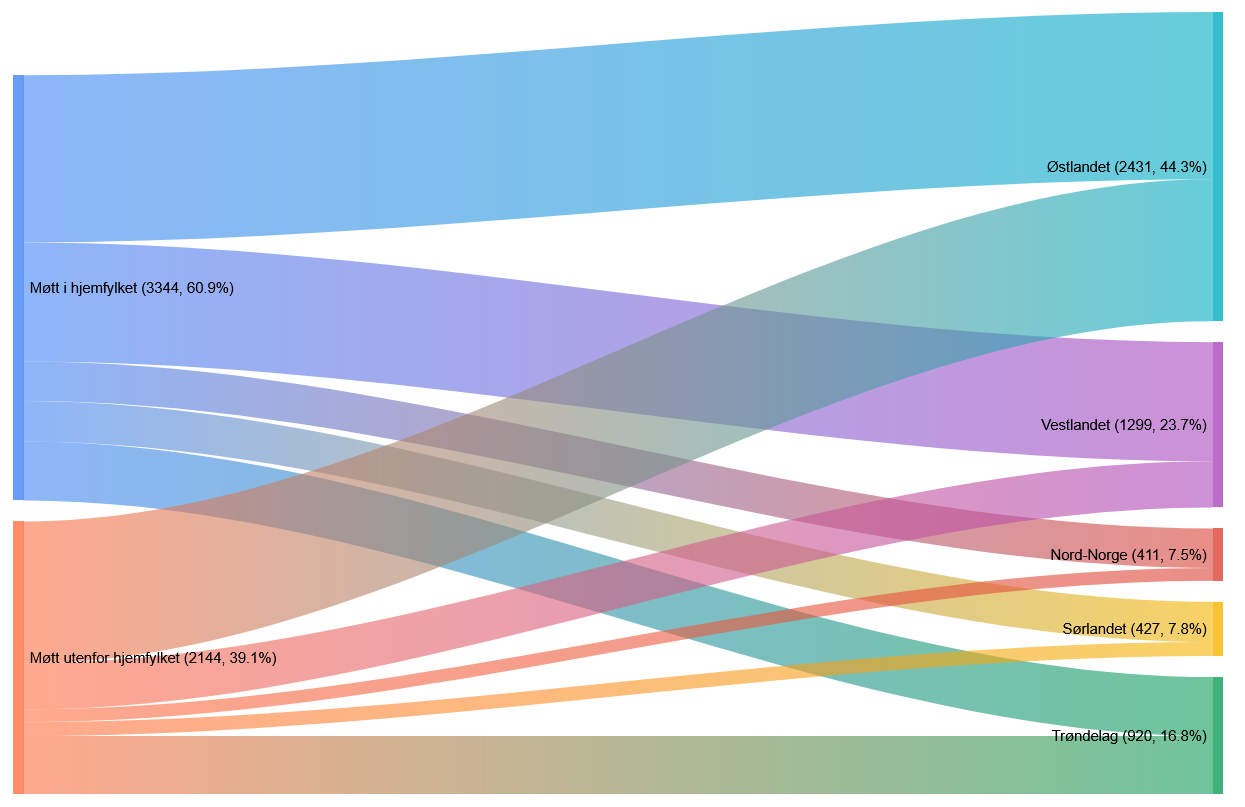 Østlandet (2431, 44.3%)
Møtt i hjemfylket (3344, 60.9%)
Vestlandet (1299, 23.7%)
Nord-Norge (411, 7.5%)
Sørlandet (427, 7.8%)
Møtt utenfor hjemfylket (2144, 39.1%)
Trøndelag (920, 16.8%)